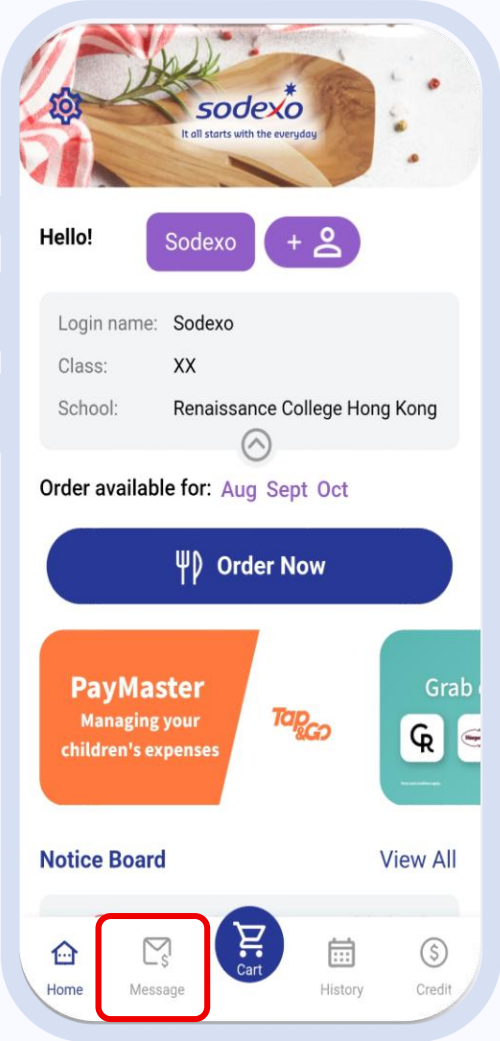 sodexo
It all starts with the everyday
Hello!
Sodexo
+
Login name: Sodexo
Class: XX
School: Renaissance College Hong Kong
Order available for: Aug Sept Oct
Order Now
PayMaster
Managing your
children's expenses
Tap
&Go
Grab
GR
Notice Board
View All
Home
Message
Cart
History
Credit